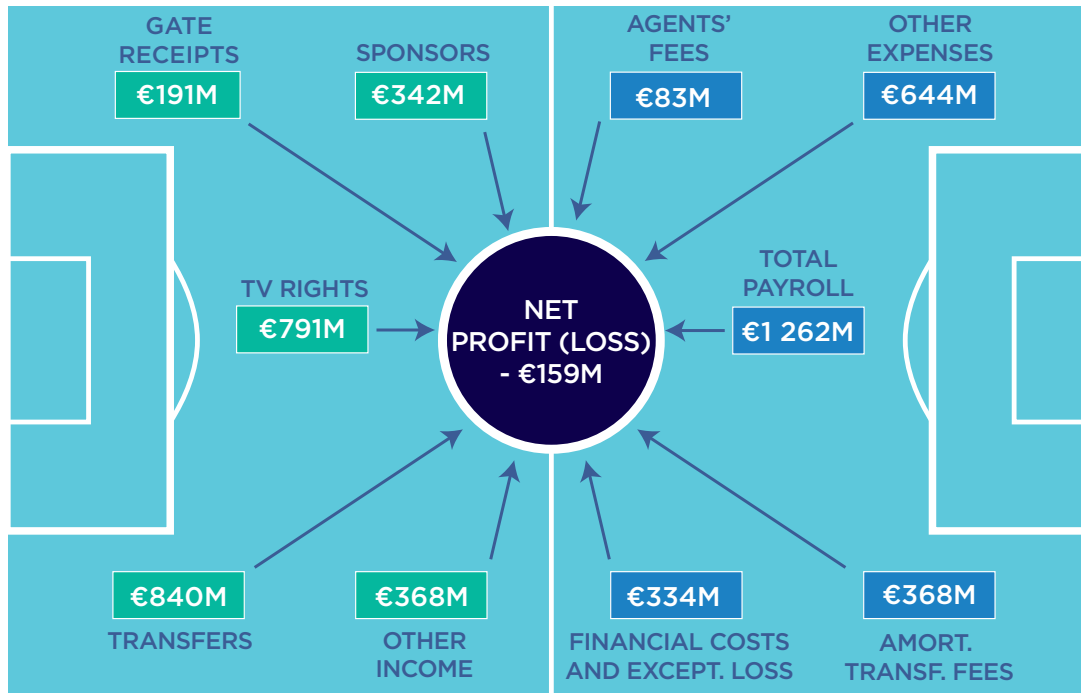 GATE
RECEIPTS
€191M
SPONSORS
€342M
AGENTS'
FEES
€83M
OTHER
EXPENSES
€644M
TV RIGHTS
€791M
NET
PROFIT (LOSS)
- €159M
TOTAL
PAYROLL
€1 262M
€840M
TRANSFERS
€368M
OTHER
INCOME
€334M
FINANCIAL COSTS
AND EXCEPT. LOSS
€368M
AMORT.
TRANSF. FEES